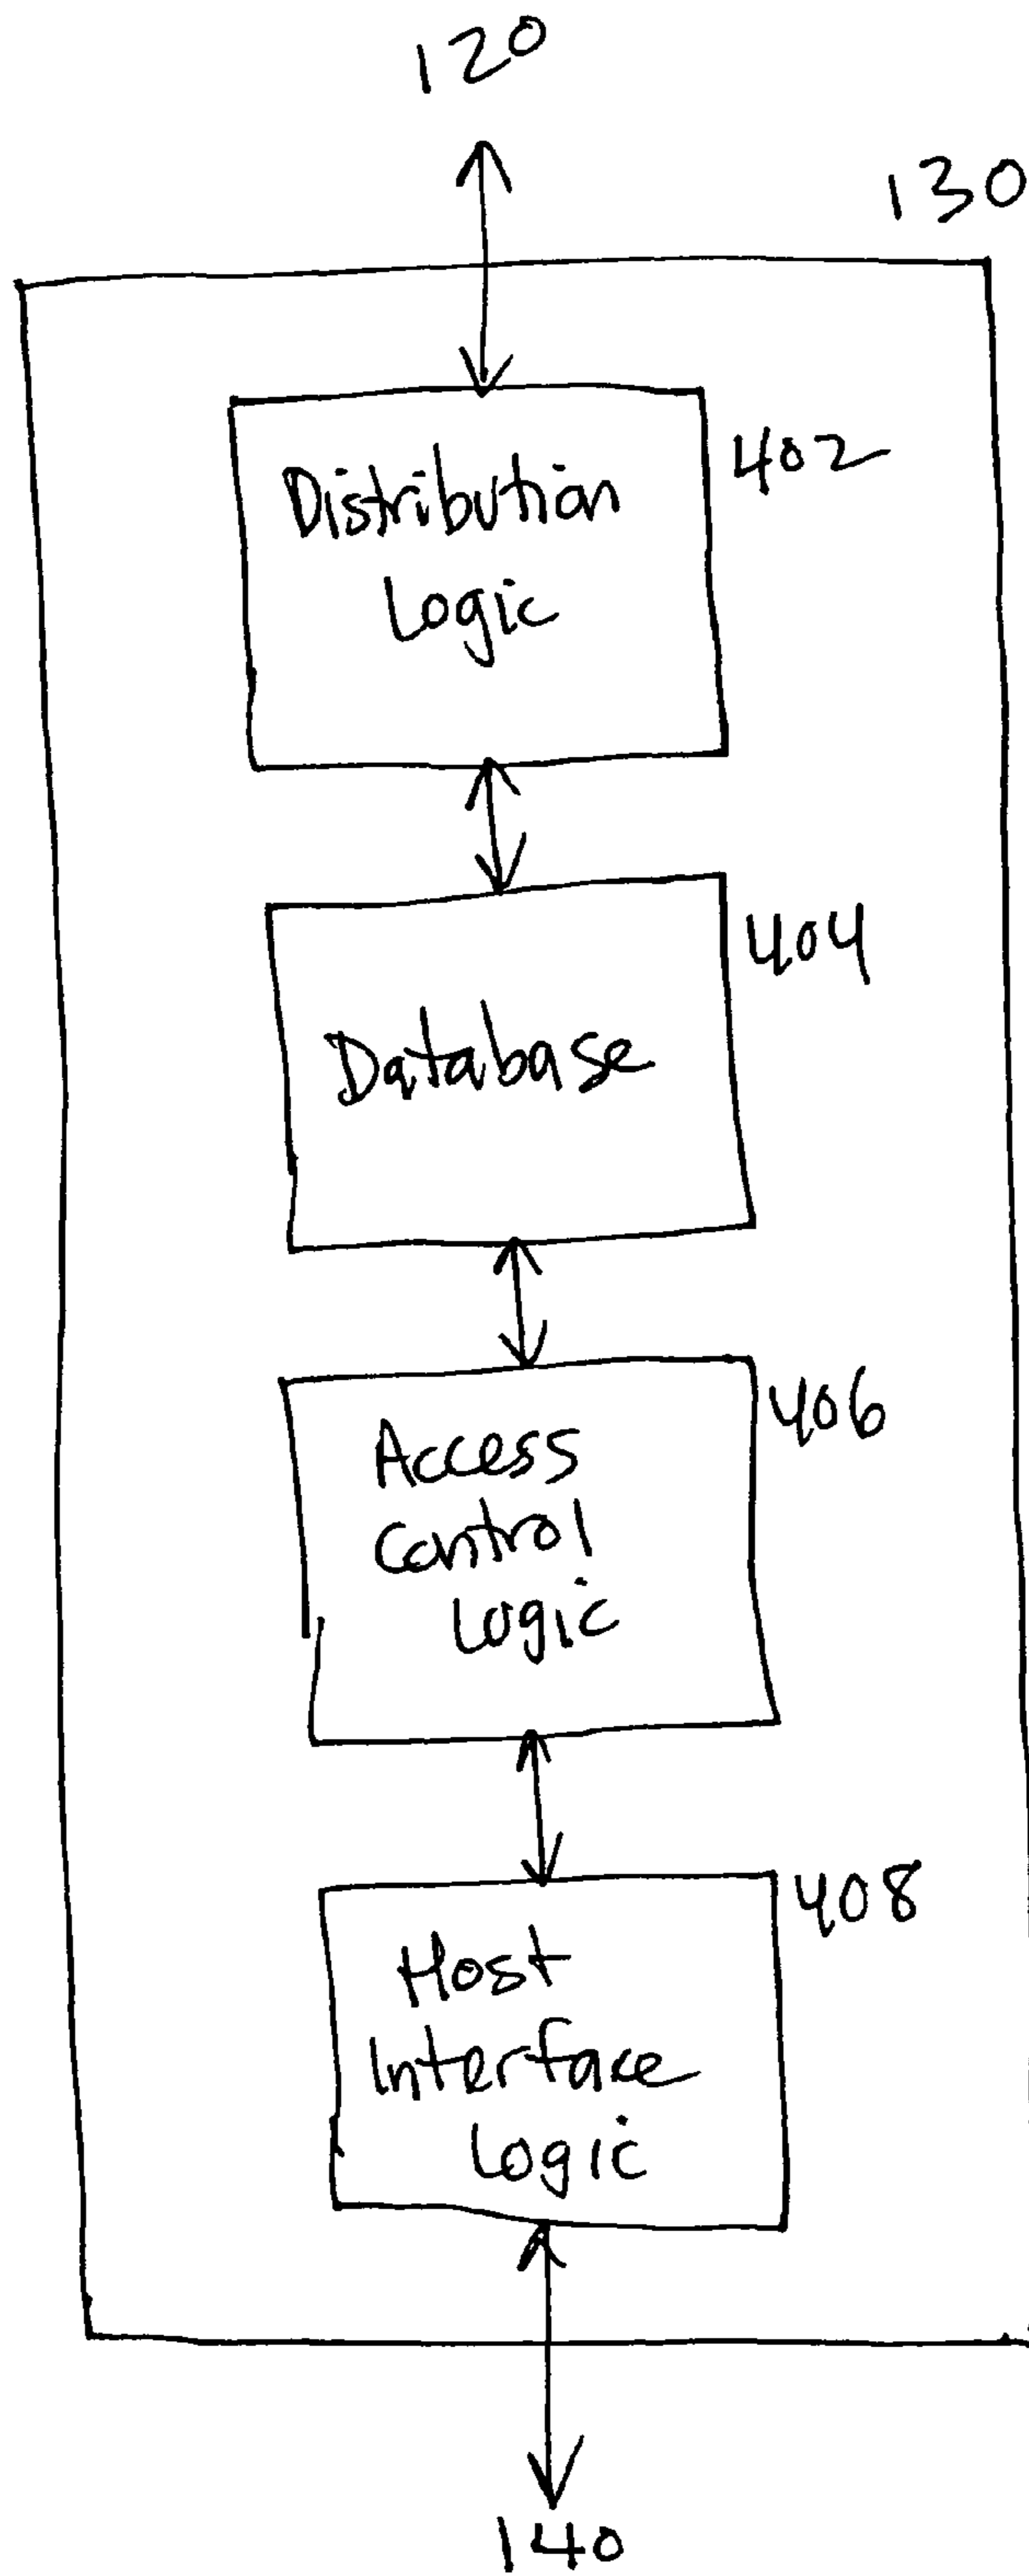 120
130
Distribution
Logic
402
Database
404
Access
Control
Logic
406
Host
Interface
Logic
408
140